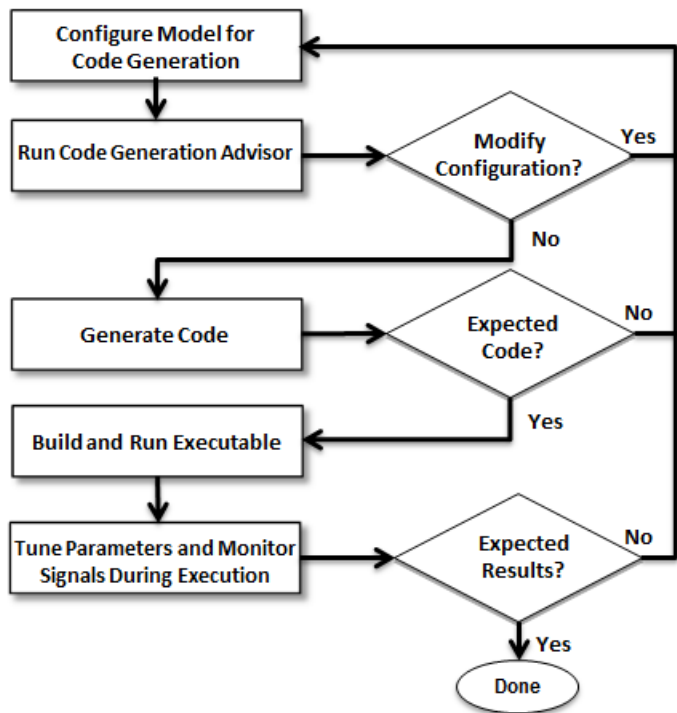 Configure Model for
Code Generation
Run Code Generation Advisor
Modify
Configuration?
Yes
No
Generate Code
Expected
Code?
No
Yes
Build and Run Executable
Tune Parameters and Monitor
Signals During Execution
Expected
Results?
No
Yes
Done